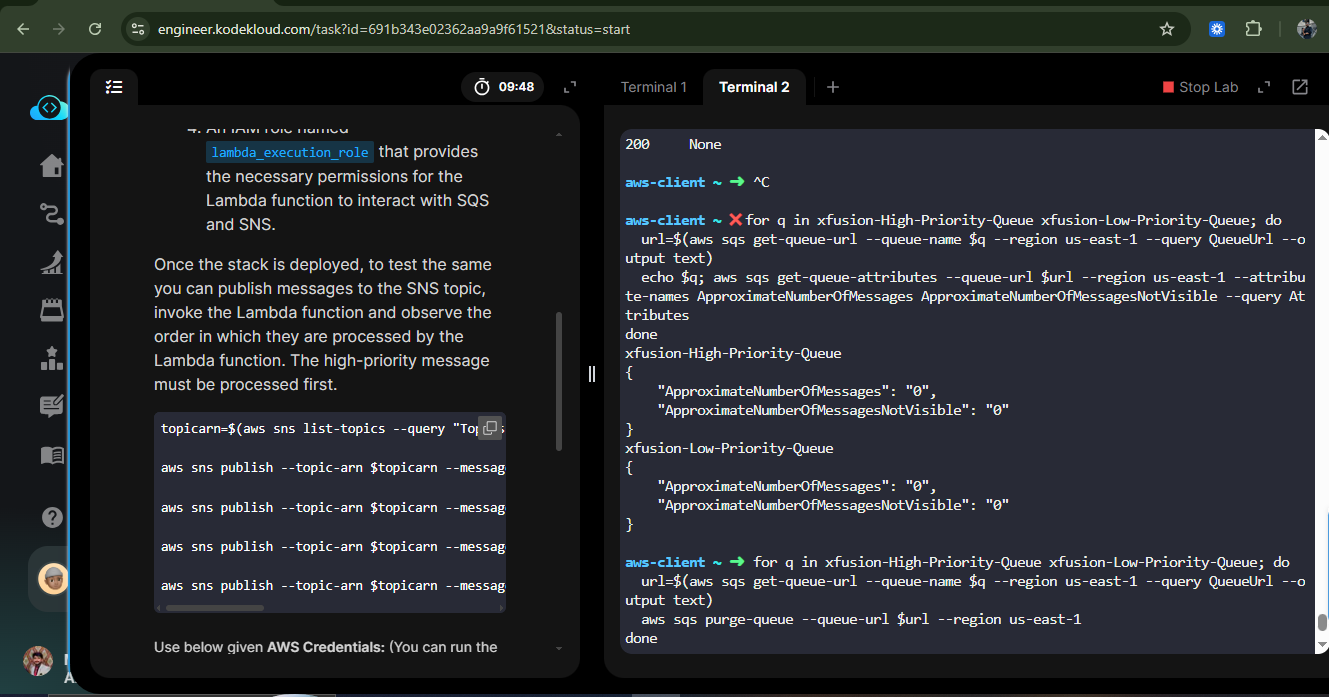 engineer.kodekloud.com/task?id=691b343e02362aa9a9f61521&status=start
09:48
4. An IAM role named
lambda_execution_role that provides
the necessary permissions for the
Lambda function to interact with SQS
and SNS.
Once the stack is deployed, to test the same
you can publish messages to the SNS topic,
invoke the Lambda function and observe the
order in which they are processed by the
Lambda function. The high-priority message
must be processed first.
topicarn=$(aws sns list-topics --query "To
aws sns publish --topic-arn $topicarn --messag
aws sns publish --topic-arn $topicarn --messag
aws sns publish --topic-arn $topicarn --messag
aws sns publish --topic-arn $topicarn --messag
Use below given AWS Credentials: (You can run the
Terminal 1
Terminal 2
Stop Lab
200     None
aws-client ~ ➜ ^C
aws-client ~ ✖ for q in xfusion-High-Priority-Queue xfusion-Low-Priority-Queue; do
  url=$(aws sqs get-queue-url --queue-name $q --region us-east-1 --query QueueUrl --o
utput text)
  echo $q; aws sqs get-queue-attributes --queue-url $url --region us-east-1 --attribu
te-names ApproximateNumberOfMessages ApproximateNumberOfMessagesNotVisible --query At
tributes
done
xfusion-High-Priority-Queue
{
    "ApproximateNumberOfMessages": "0",
    "ApproximateNumberOfMessagesNotVisible": "0"
}
xfusion-Low-Priority-Queue
{
    "ApproximateNumberOfMessages": "0",
    "ApproximateNumberOfMessagesNotVisible": "0"
}
aws-client ~ ➜ for q in xfusion-High-Priority-Queue xfusion-Low-Priority-Queue; do
  url=$(aws sqs get-queue-url --queue-name $q --region us-east-1 --query QueueUrl --o
utput text)
  aws sqs purge-queue --queue-url $url --region us-east-1
done